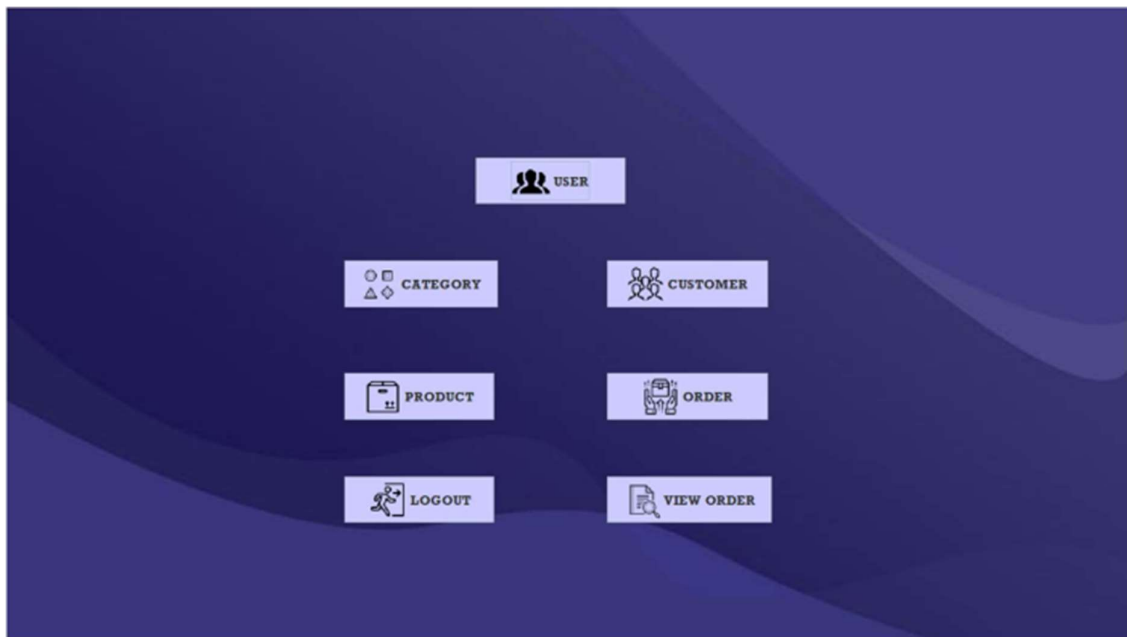 USER
CATEGORY
CUSTOMER
PRODUCT
ORDER
LOGOUT
VIEW ORDER